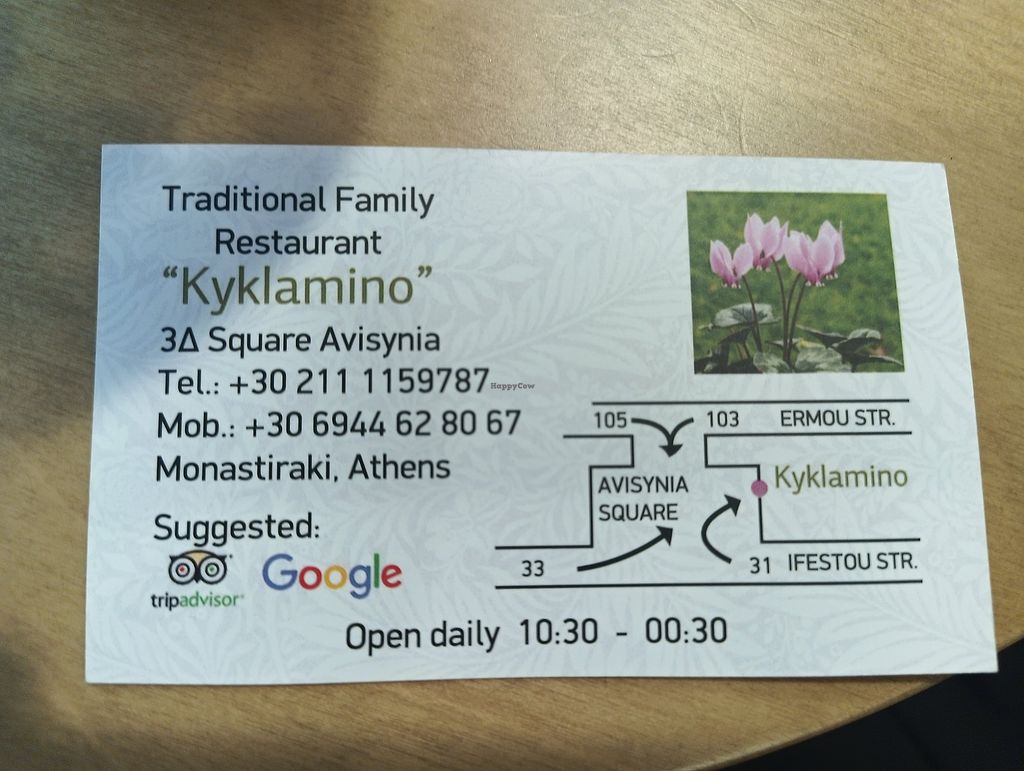 Traditional Family
Restaurant
“Kyklamino”
3Δ Square Avisynia
Tel.: +30 211 1159787
HappyCow
Mob.: +30 6944 62 80 67
Monastiraki, Athens
Suggested:
tripadvisor®
Google
105
103
ERMOU STR.
AVISYNIA
SQUARE
Kyklamino
33
31
IFESTOU STR.
Open daily 10:30 - 00:30